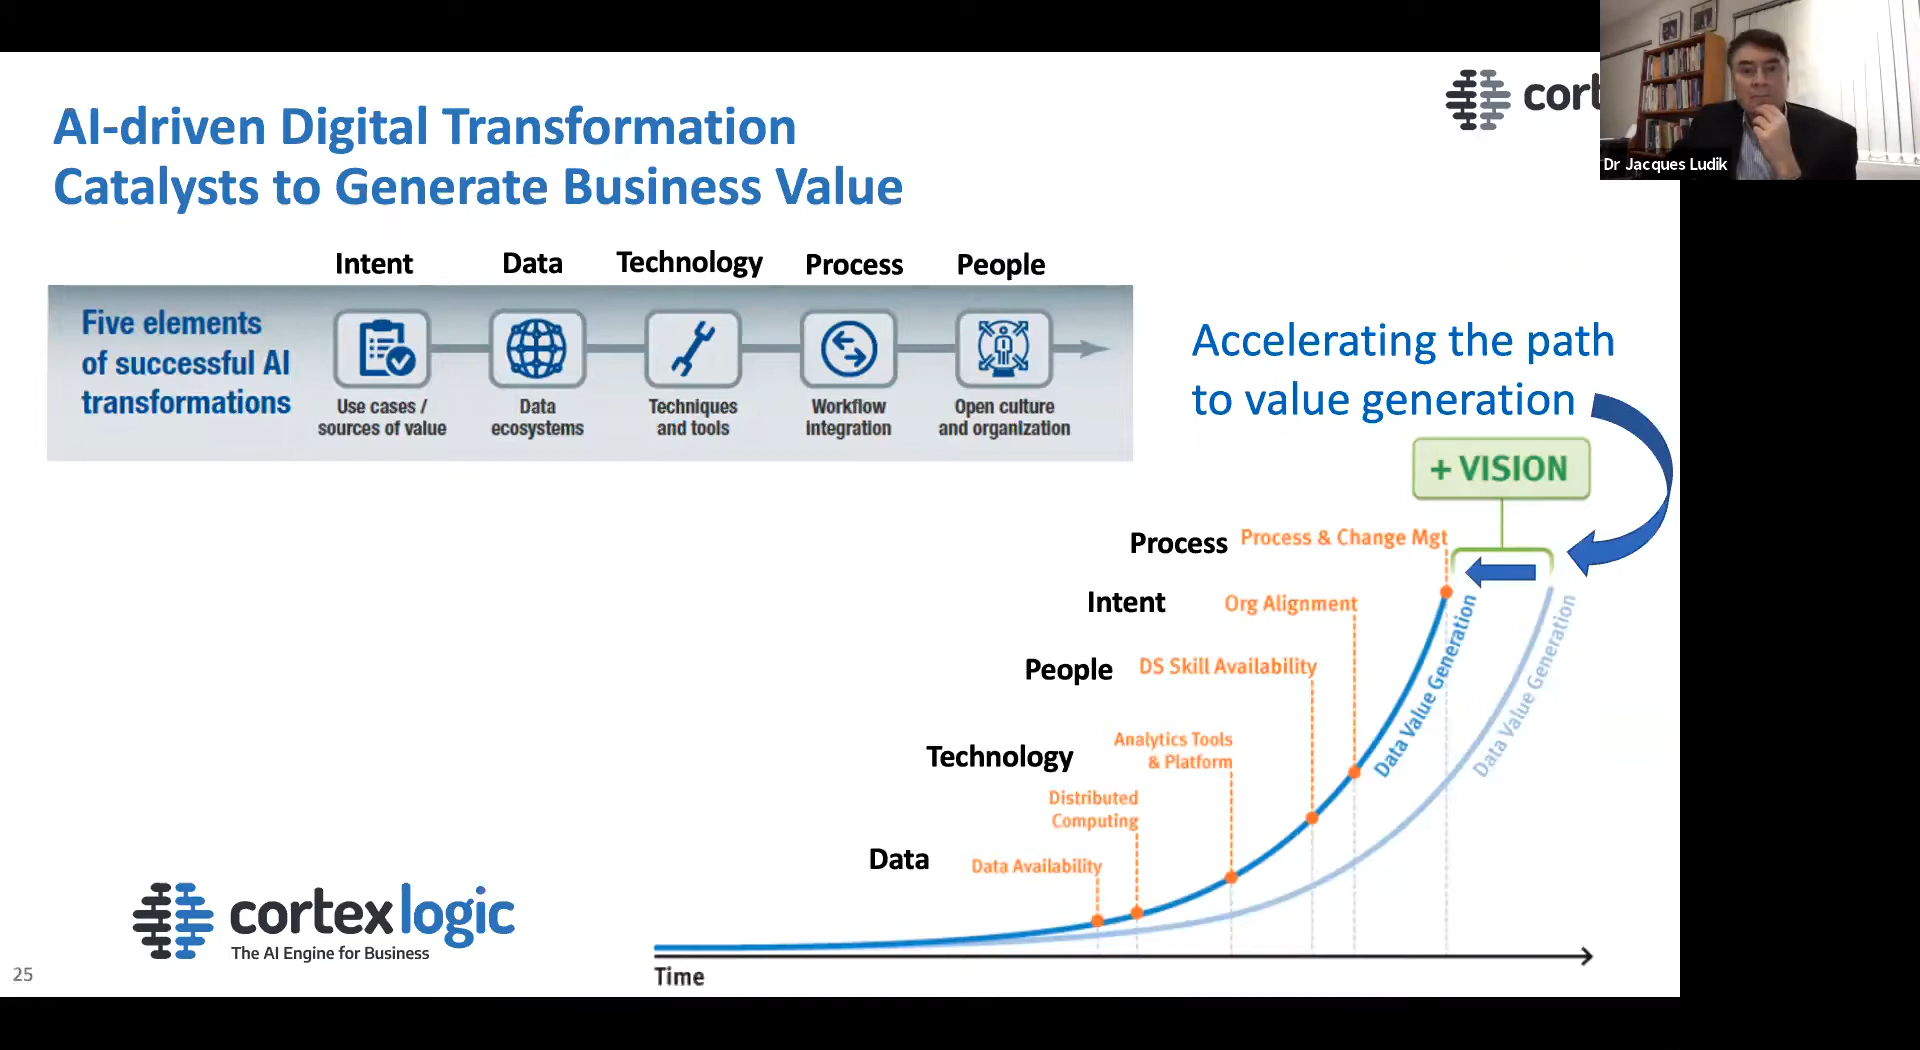 AI-driven Digital Transformation
Catalysts to Generate Business Value
cort
Dr Jacques Ludik
Intent
Data
Technology
Process
People
Five elements
of successful AI
transformations
Use cases /
sources of value
Data
ecosystems
Techniques
and tools
Workflow
integration
Open culture
and organization
Accelerating the path
to value generation
+ VISION
Process
Process & Change Mgt
Intent
Org Alignment
People
DS Skill Availability
Technology
Analytics Tools
& Platform
Distributed
Computing
Data
Data Availability
Data Value Generation
Data Value Generation
Time
cortexlogic
The AI Engine for Business
25